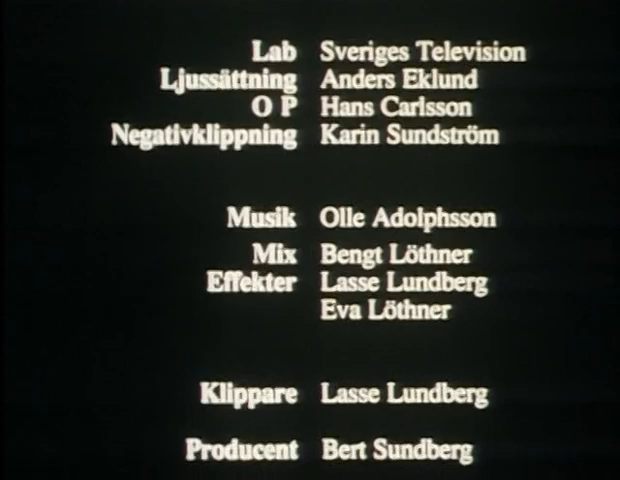 Lab Sveriges Television
Ljussättning Anders Eklund
O P Hans Carlsson
Negativklippning Karin Sundström
Musik Olle Adolphsson
Mix Bengt Löthner
Effekter Lasse Lundberg
Eva Löthner
Klippare Lasse Lundberg
Producent Bert Sundberg